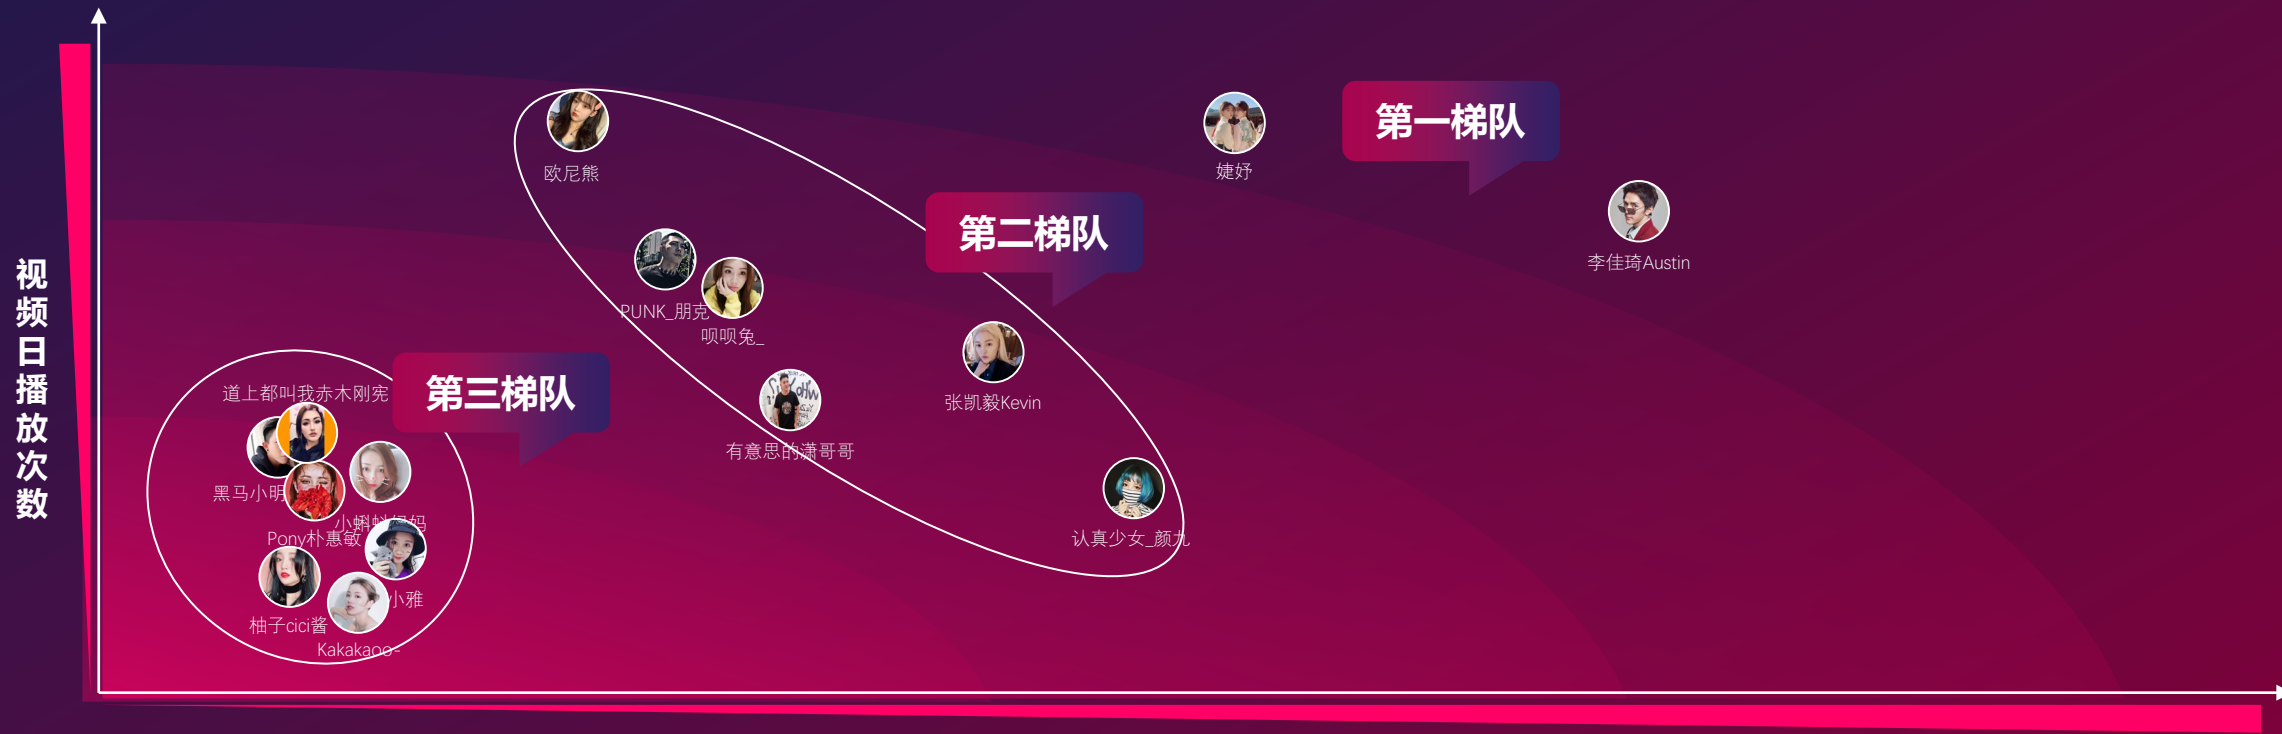 视频日播放次数
第一梯队
婕妤
李佳琦Austin
欧尼熊
第二梯队
PUNK_朋克
呗呗兔_
张凯毅Kevin
有意思的潇哥哥
认真少女_颜九
第三梯队
道上都叫我赤木刚宪
黑马小明
小蝌蚪妈妈
Pony朴惠敏
小雅
柚子cici酱
Kakakaoo-